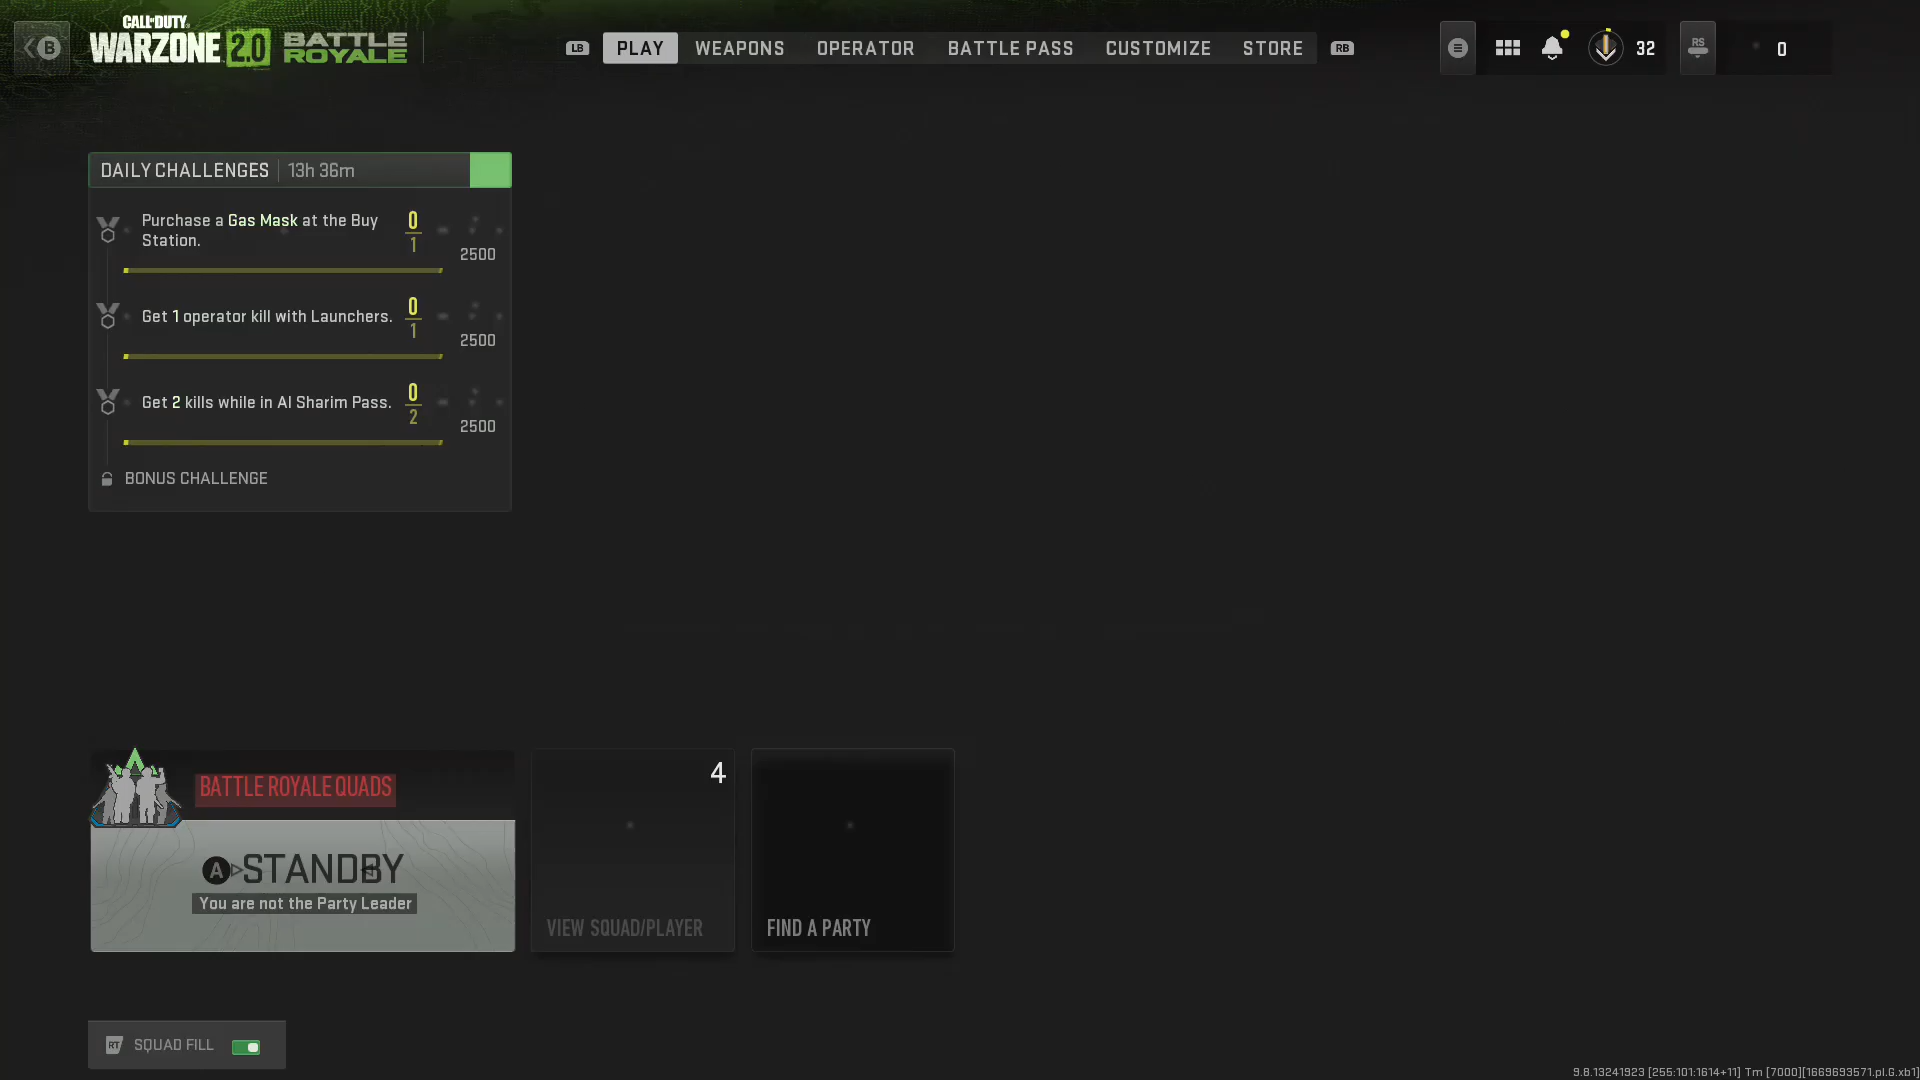 B
CALL OF DUTY
WARZONE 2.0 BATTLE ROYALE
LB PLAY WEAPONS OPERATOR BATTLE PASS CUSTOMIZE STORE RB
32
RS
0
DAILY CHALLENGES 13h 36m
Purchase a Gas Mask at the Buy
Station.
0
1
2500
Get 1 operator kill with Launchers.
0
1
2500
Get 2 kills while in Al Sharim Pass.
0
2
2500
BONUS CHALLENGE
BATTLE ROYALE QUADS
A STANDBY
You are not the Party Leader
4
VIEW SQUAD/PLAYER
FIND A PARTY
RT SQUAD FILL
9.8.13241923 [255:101:1614+11] Tm [7000][1669693571.pl.G.xb1]